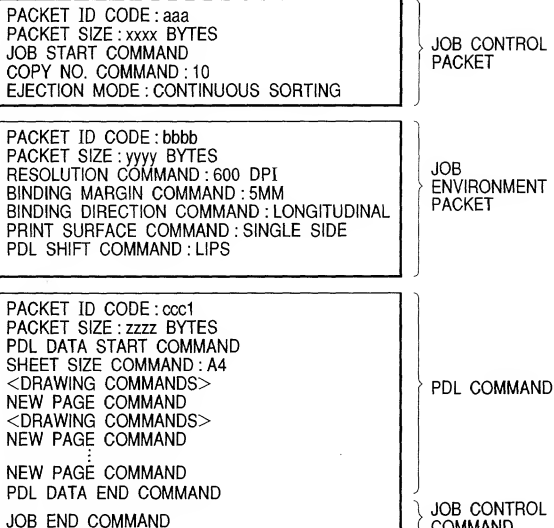 PACKET ID CODE : aaa
PACKET SIZE : xxxx BYTES
JOB START COMMAND
COPY NO. COMMAND : 10
EJECTION MODE : CONTINUOUS SORTING
JOB CONTROL
PACKET
PACKET ID CODE : bbbb
PACKET SIZE : yyyy BYTES
RESOLUTION COMMAND : 600 DPI
BINDING MARGIN COMMAND : 5MM
BINDING DIRECTION COMMAND : LONGITUDINAL
PRINT SURFACE COMMAND : SINGLE SIDE
PDL SHIFT COMMAND : LIPS
JOB
ENVIRONMENT
PACKET
PACKET ID CODE : ccc1
PACKET SIZE : zzzz BYTES
PDL DATA START COMMAND
SHEET SIZE COMMAND : A4
<DRAWING COMMANDS>
NEW PAGE COMMAND
<DRAWING COMMANDS>
NEW PAGE COMMAND
⋮
NEW PAGE COMMAND
PDL DATA END COMMAND
PDL COMMAND
JOB END COMMAND
JOB CONTROL
COMMAND